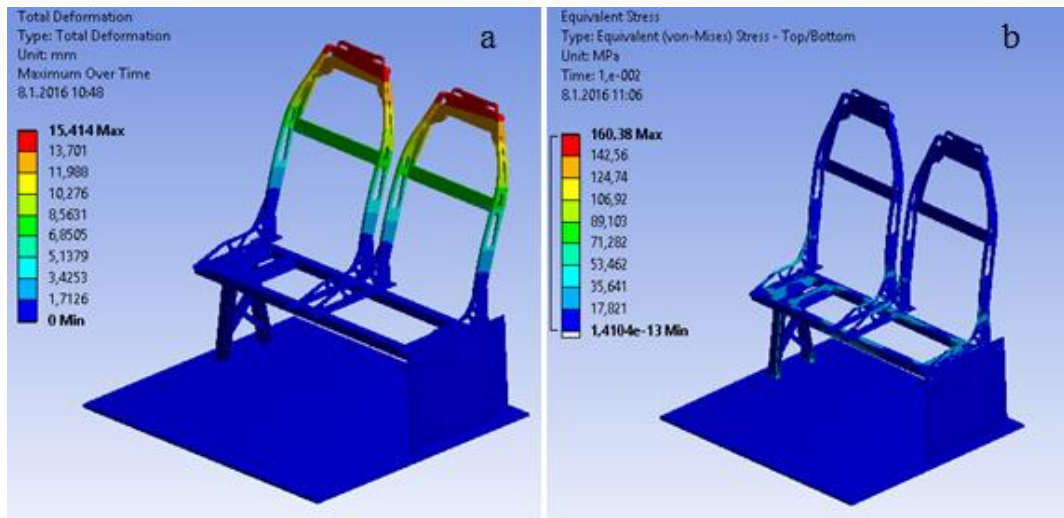 Total Deformation
Type: Total Deformation
Unit: mm
Maximum Over Time
8.1.2016 10:48
a
15,414 Max
13,701
11,988
10,276
8,5631
6,8505
5,1379
3,4253
1,7126
0 Min
Equivalent Stress
Type: Equivalent (von-Mises) Stress - Top/Bottom
Unit: MPa
Time: 1,e-002
8.1.2016 11:06
b
160,38 Max
142,56
124,74
106,92
89,103
71,282
53,462
35,641
17,821
1,4104e-13 Min